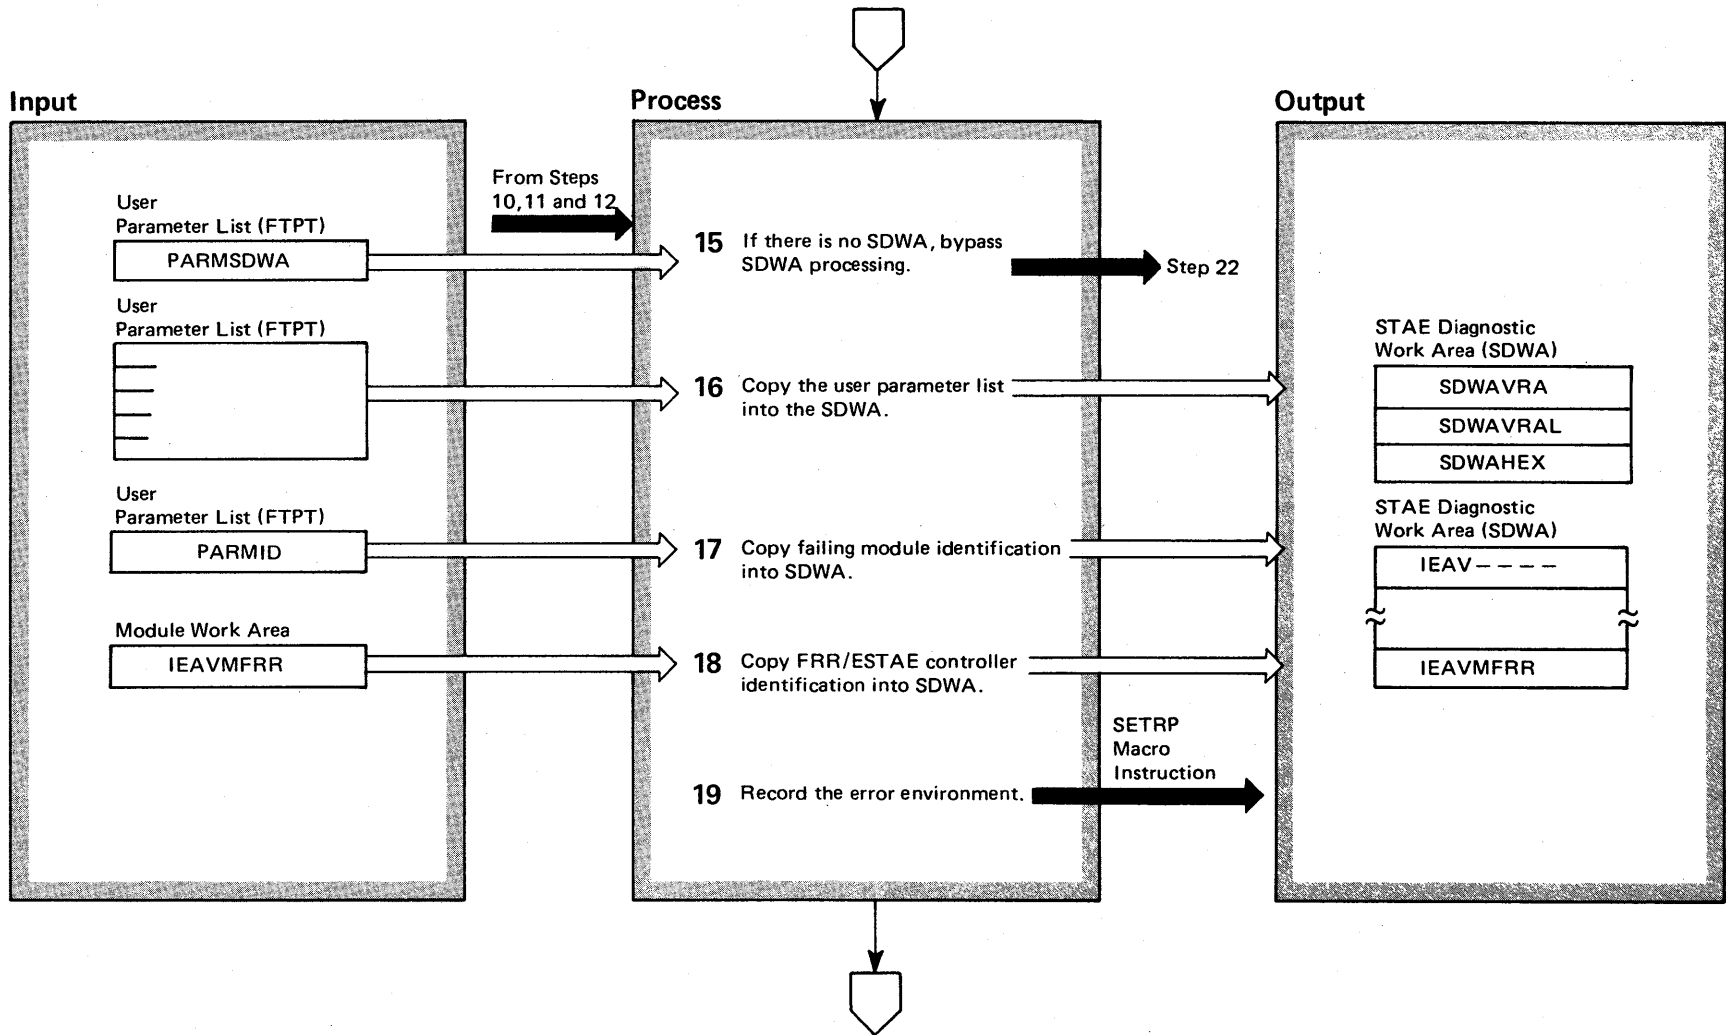 Input
Process
Output
From Steps
10, 11 and 12
User
Parameter List (FTPT)
PARMSDWA
15 If there is no SDWA, bypass
SDWA processing.
Step 22
User
Parameter List (FTPT)
16 Copy the user parameter list
into the SDWA.
STAE Diagnostic
Work Area (SDWA)
SDWAVRA
SDWAVRAL
SDWAHEX
User
Parameter List (FTPT)
PARMID
17 Copy failing module identification
into SDWA.
STAE Diagnostic
Work Area (SDWA)
IEAV– – – –
Module Work Area
IEAVMFRR
18 Copy FRR/ESTAE controller
identification into SDWA.
IEAVMFRR
SETRP
Macro
Instruction
19 Record the error environment.